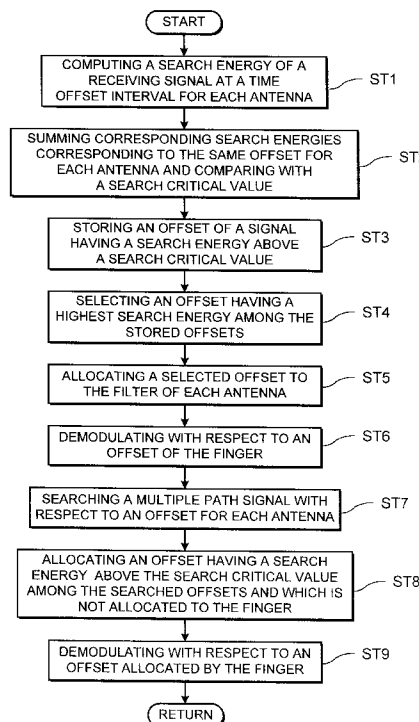 START
COMPUTING A SEARCH ENERGY OF A
RECEIVING SIGNAL AT A TIME
OFFSET INTERVAL FOR EACH ANTENNA
ST1
SUMMING CORRESPONDING SEARCH ENERGIES
CORRESPONDING TO THE SAME OFFSET FOR
EACH ANTENNA AND COMPARING WITH
A SEARCH CRITICAL VALUE
ST
STORING AN OFFSET OF A SIGNAL
HAVING A SEARCH ENERGY ABOVE
A SEARCH CRITICAL VALUE
ST3
SELECTING AN OFFSET HAVING A
HIGHEST SEARCH ENERGY AMONG THE
STORED OFFSETS
ST4
ALLOCATING A SELECTED OFFSET TO
THE FILTER OF EACH ANTENNA
ST5
DEMODULATING WITH RESPECT TO AN
OFFSET OF THE FINGER
ST6
SEARCHING A MULTIPLE PATH SIGNAL WITH
RESPECT TO AN OFFSET FOR EACH ANTENNA
ST7
ALLOCATING AN OFFSET HAVING A SEARCH
ENERGY ABOVE THE SEARCH CRITICAL VALUE
AMONG THE SEARCHED OFFSETS AND WHICH IS
NOT ALLOCATED TO THE FINGER
ST8
DEMODULATING WITH RESPECT TO AN
OFFSET ALLOCATED BY THE FINGER
ST9
RETURN